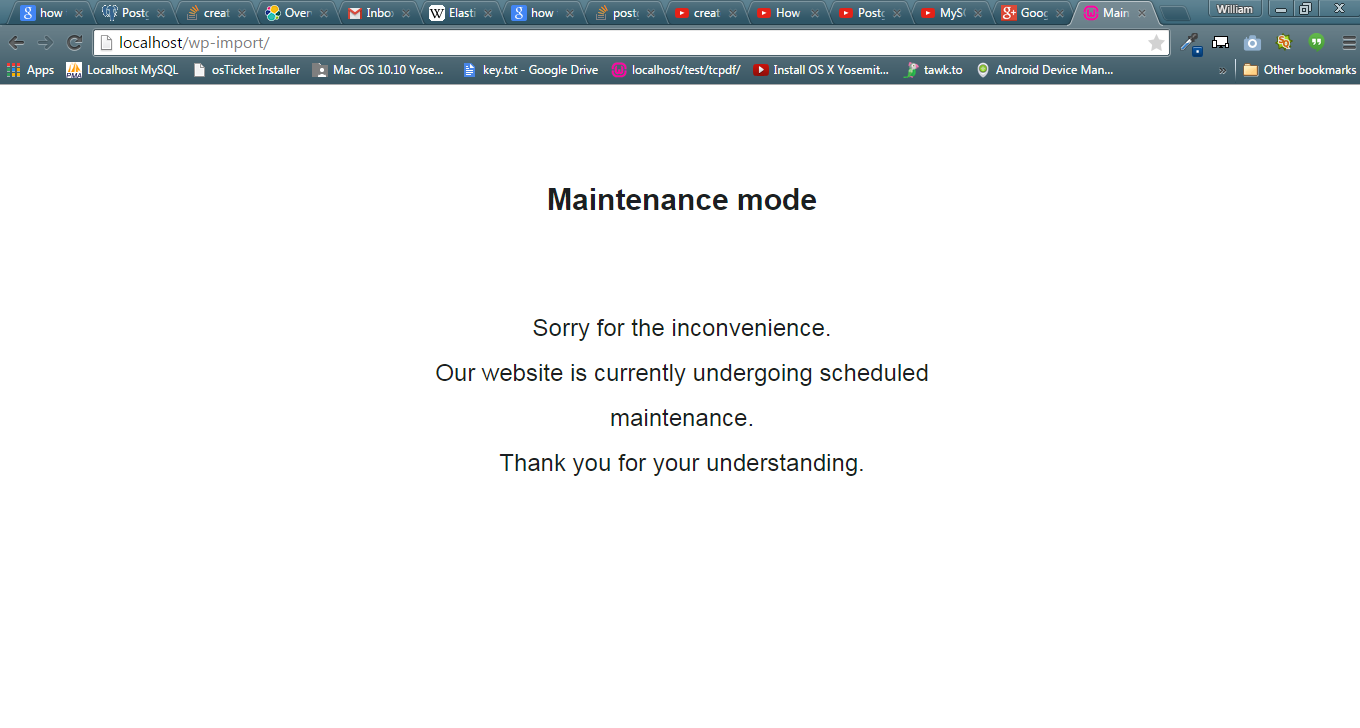 how Postg creat Over Inbo Elasti how postg creat How Postg MyS Goog Main William
localhost/wp-import/
Apps Localhost MySQL osTicket Installer Mac OS 10.10 Yose... key.txt - Google Drive localhost/test/tcpdf/ Install OS X Yosemit... tawk.to Android Device Man... » Other bookmarks
Maintenance mode
Sorry for the inconvenience.
Our website is currently undergoing scheduled
maintenance.
Thank you for your understanding.